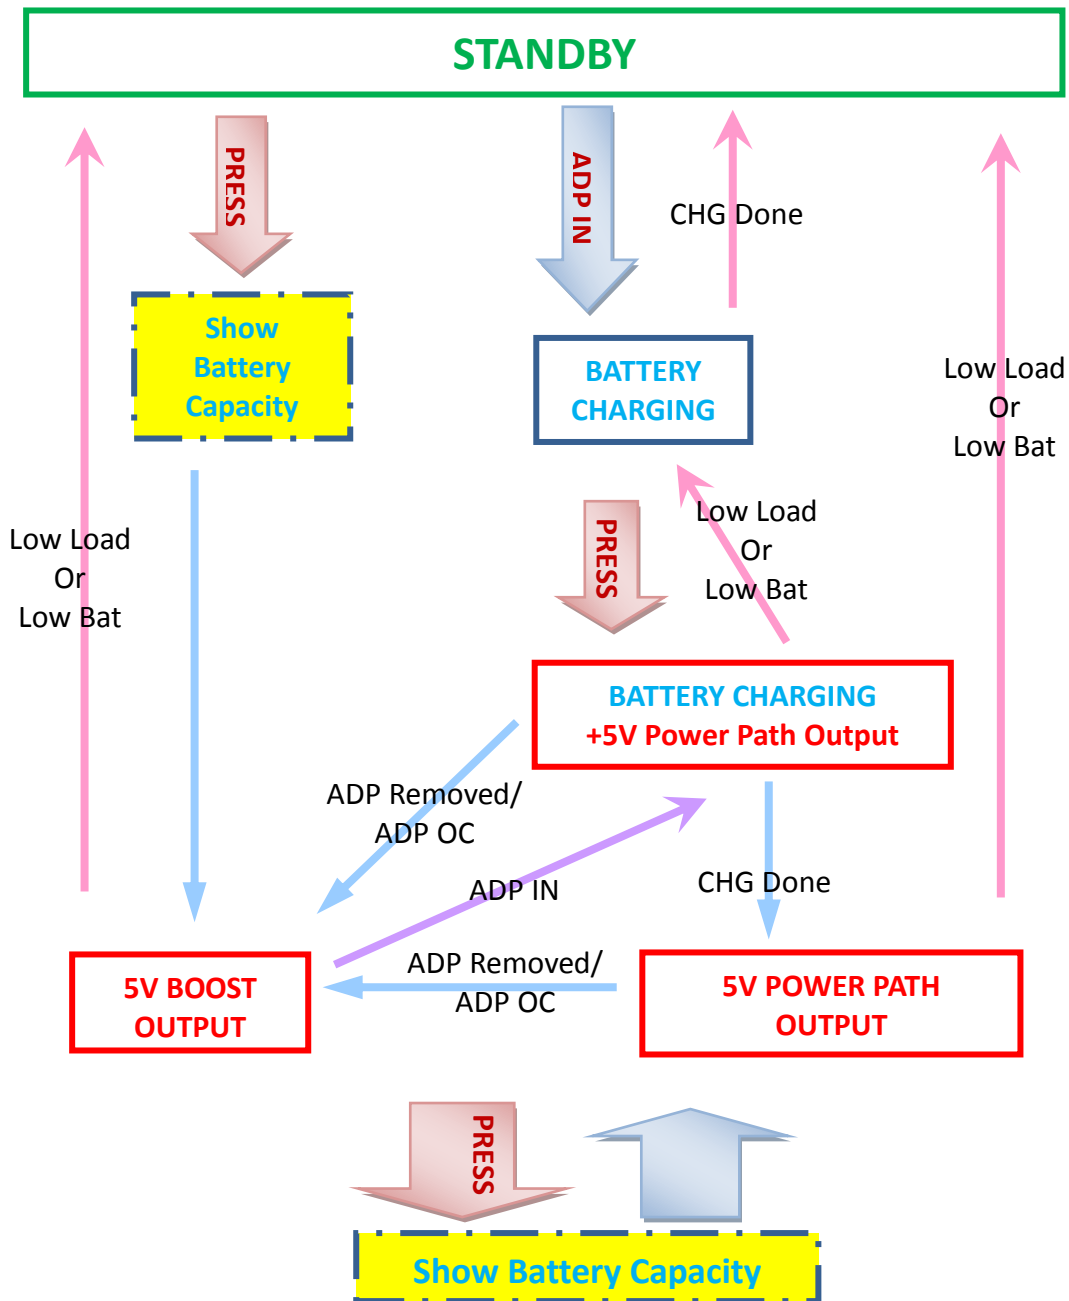 STANDBY
PRESS
ADP IN
CHG Done
Show
Battery
Capacity
BATTERY
CHARGING
Low Load
Or
Low Bat
Low Load
Or
Low Bat
PRESS
Low Load
Or
Low Bat
BATTERY CHARGING
+5V Power Path Output
ADP Removed/
ADP OC
ADP IN
CHG Done
ADP Removed/
ADP OC
5V BOOST
OUTPUT
5V POWER PATH
OUTPUT
PRESS
Show Battery Capacity